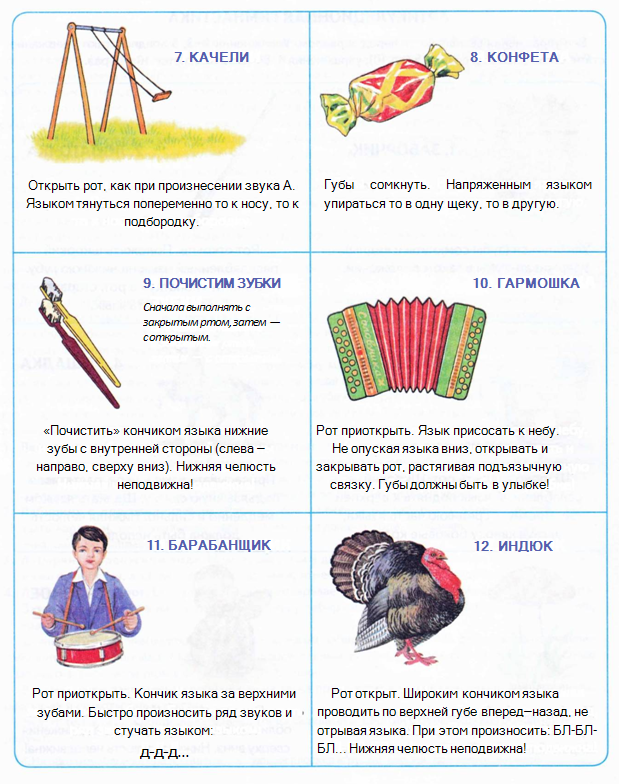 7. КАЧЕЛИ
Открыть рот, как при произнесении звука А.
Языком тянуться попеременно то к носу, то к
подбородку.
8. КОНФЕТА
Губы сомкнуть. Напряженным языком
упираться то в одну щеку, то в другую.
9. ПОЧИСТИМ ЗУБКИ
Сначала выполнять с
закрытым ртом, затем —
с открытым.
«Почистить» кончиком языка нижние
зубы с внутренней стороны (слева –
направо, сверху вниз). Нижняя челюсть
неподвижна!
10. ГАРМОШКА
Рот приоткрыть. Язык присосать к небу.
Не опуская языка вниз, открывать и
закрывать рот, растягивая подъязычную
связку. Губы должны быть в улыбке!
11. БАРАБАНЩИК
Рот приоткрыть. Кончик языка за верхними
зубами. Быстро произносить ряд звуков и
стучать языком:
д-д-д...
12. ИНДЮК
Рот открыт. Широким кончиком языка
проводить по верхней губе вперед–назад, не
отрывая языка. При этом произносить: БЛ-БЛ-
БЛ... Нижняя челюсть неподвижна!